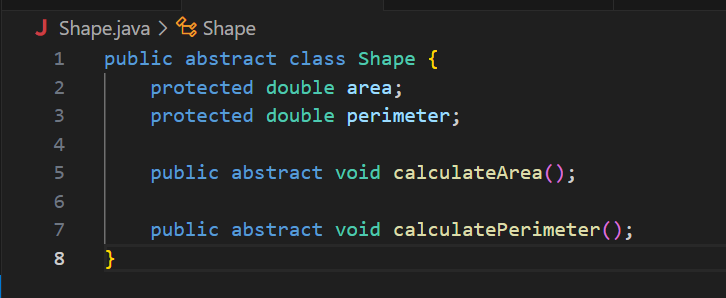 J Shape.java > Shape
1 public abstract class Shape {
2     protected double area;
3     protected double perimeter;
4
5     public abstract void calculateArea();
6
7     public abstract void calculatePerimeter();
8 }